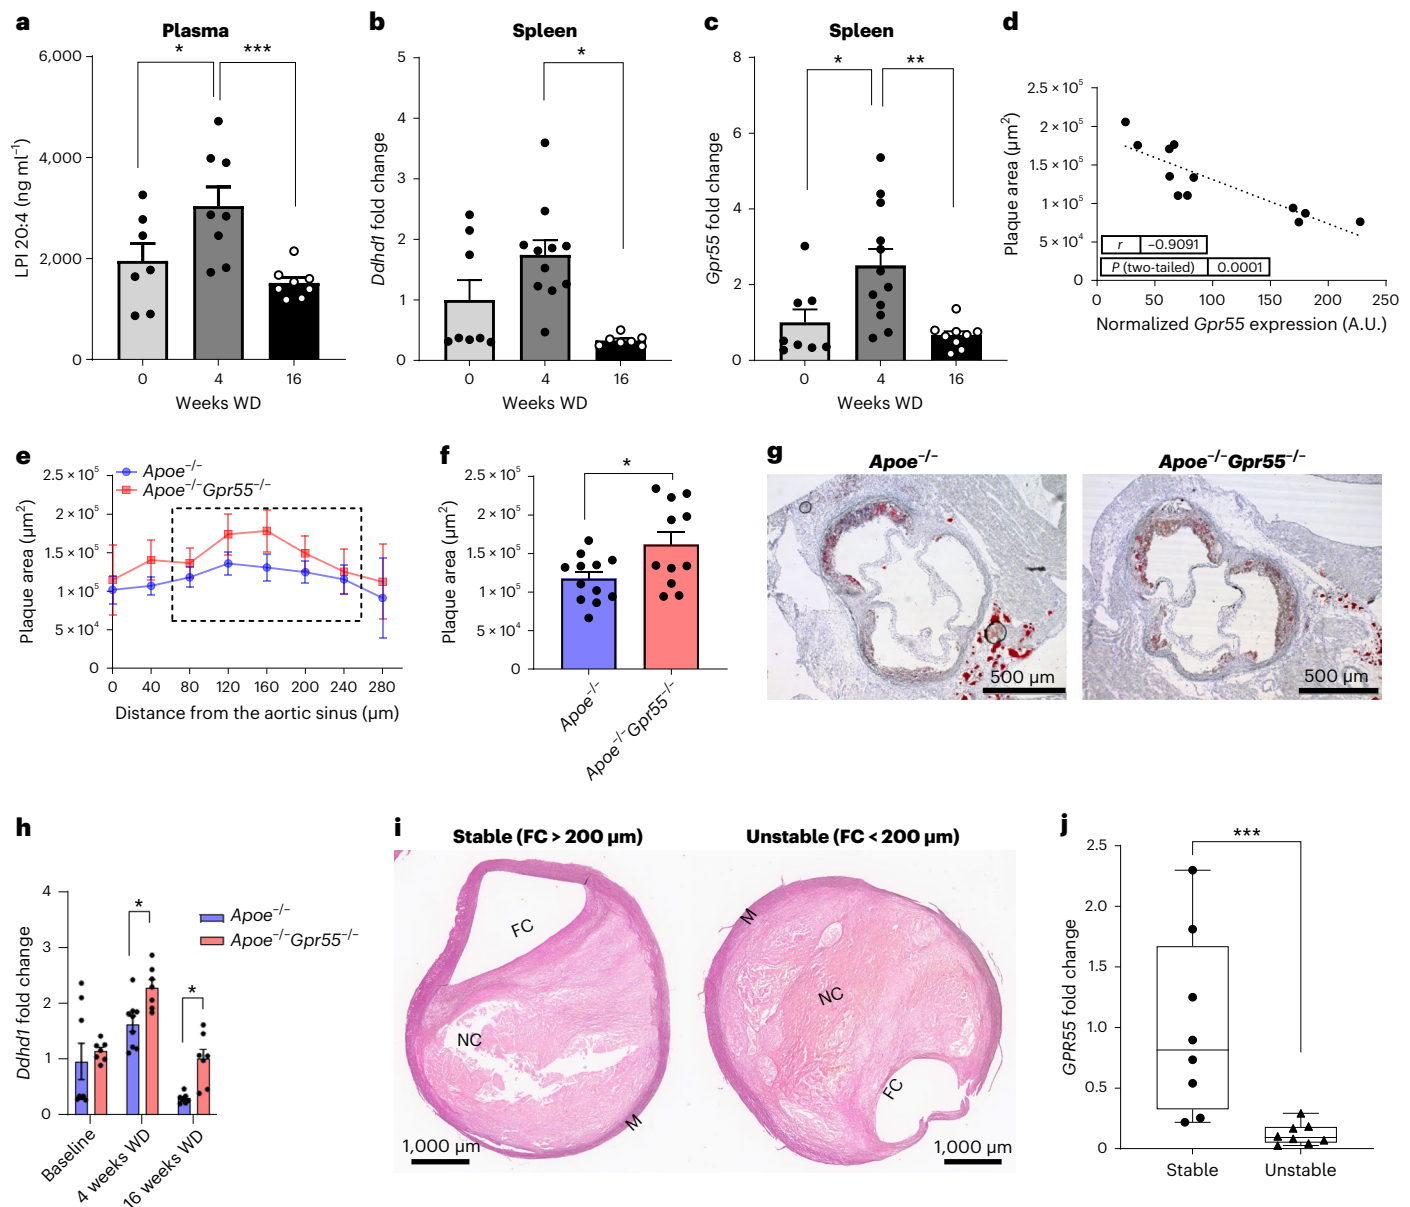 a
Plasma
*
***
6,000
4,000
2,000
0
LPI 20:4 (ng ml⁻¹)
0
4
16
Weeks WD
b
Spleen
*
5
4
3
2
1
0
Ddhd1 fold change
0
4
16
Weeks WD
c
Spleen
*
**
8
6
4
2
0
Gpr55 fold change
0
4
16
Weeks WD
d
2.5 × 10⁵
2 × 10⁵
1.5 × 10⁵
1 × 10⁵
5 × 10⁴
0
Plaque area (µm²)
r −0.9091
P (two-tailed) 0.0001
0 50 100 150 200 250
Normalized Gpr55 expression (A.U.)
e
Apoe⁻/⁻
Apoe⁻/⁻Gpr55⁻/⁻
2.5 × 10⁵
2 × 10⁵
1.5 × 10⁵
1 × 10⁵
5 × 10⁴
0
Plaque area (µm²)
0 40 80 120 160 200 240 280
Distance from the aortic sinus (µm)
f
*
2.5 × 10⁵
2 × 10⁵
1.5 × 10⁵
1 × 10⁵
5 × 10⁴
0
Plaque area (µm²)
Apoe⁻/⁻
Apoe⁻/⁻Gpr55⁻/⁻
g
Apoe⁻/⁻
Apoe⁻/⁻Gpr55⁻/⁻
500 µm
500 µm
h
4
3
2
1
0
Ddhd1 fold change
*
*
Apoe⁻/⁻
Apoe⁻/⁻Gpr55⁻/⁻
Baseline
4 weeks WD
16 weeks WD
i
Stable (FC > 200 µm)
Unstable (FC < 200 µm)
FC
NC
M
1,000 µm
M
NC
FC
1,000 µm
j
***
2.5
2.0
1.5
1.0
0.5
0
GPR55 fold change
Stable
Unstable